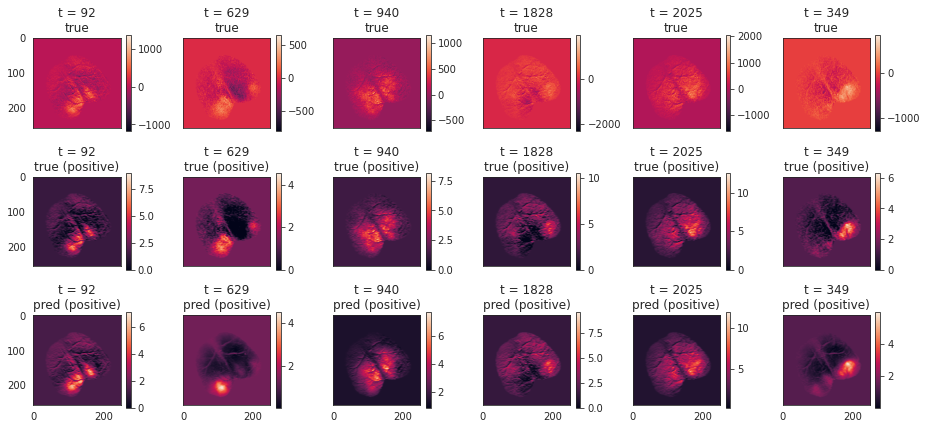 t = 92 t = 629 t = 940 t = 1828 t = 2025 t = 349
true true true true true true
0 100 200 1000 0 −1000 500 0 −500 1000 500 0 −500 0 −2000 2000 1000 0 −1000 0 −1000
t = 92 t = 629 t = 940 t = 1828 t = 2025 t = 349
true (positive) true (positive) true (positive) true (positive) true (positive) true (positive)
0 100 200 7.5 5.0 2.5 0.0 4 2 0 7.5 5.0 2.5 0.0 10 5 0 10 5 0 6 4 2 0
t = 92 t = 629 t = 940 t = 1828 t = 2025 t = 349
pred (positive) pred (positive) pred (positive) pred (positive) pred (positive) pred (positive)
0 100 200 6 4 2 0 4 2 6 4 2 7.5 5.0 2.5 0.0 10 5 4 2
0 200 0 200 0 200 0 200 0 200 0 200